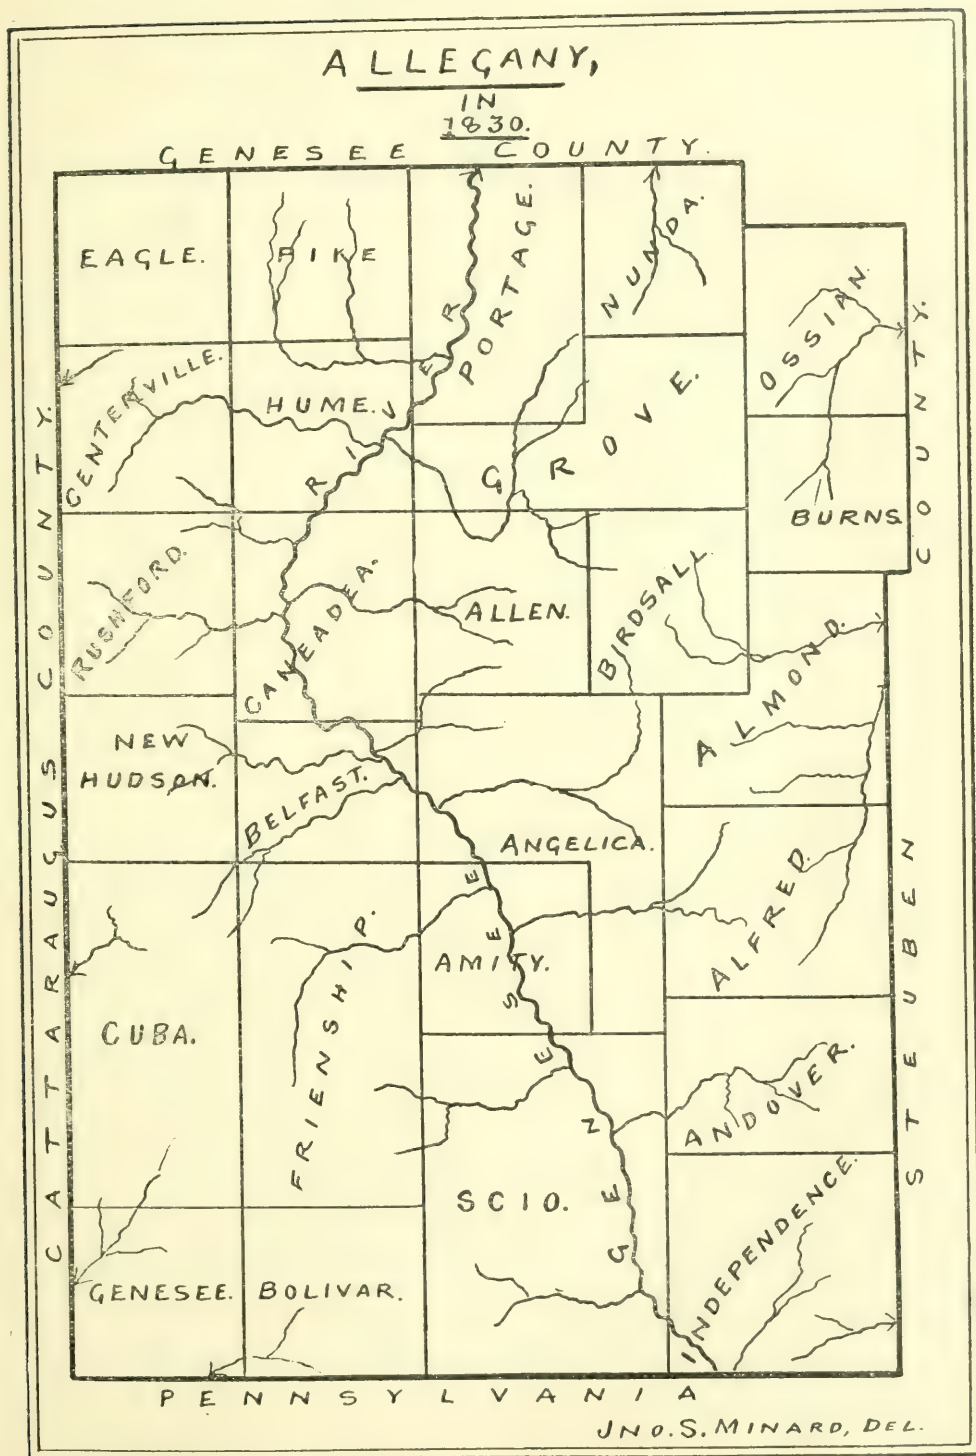 ALLEGANY,
IN
1830.
GENESEE COUNTY.
EAGLE.
PIKE
PORTAGE.
NUNDA.
OSSIAN.
CENTERVILLE.
HUME.
GROVE.
BURNS.
RUSHFORD.
CANEADEA.
ALLEN.
BIRDSALL.
ALMOND.
NEW
HUDSON.
BELFAST.
ANGELICA.
ALFRED.
CUBA.
FRIENSHIP.
AMITY.
ANDOVER.
SCIO.
INDEPENDENCE.
GENESEE.
BOLIVAR.
GENESEE RIVER
CATTARAUGUS COUNTY.
STEUBEN COUNTY.
PENNSYLVANIA
JNO.S.MINARD, DEL.